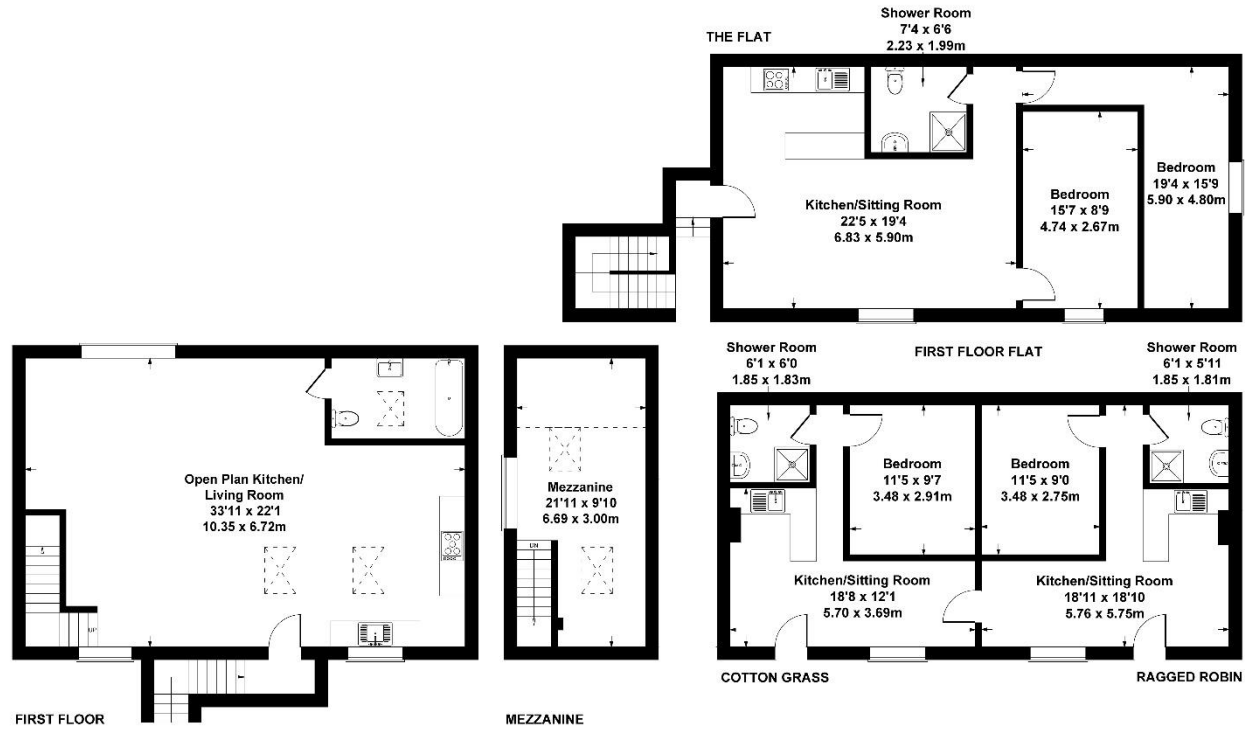 Shower Room
7'4 x 6'6
2.23 x 1.99m
THE FLAT
Kitchen/Sitting Room
22'5 x 19'4
6.83 x 5.90m
Bedroom
15'7 x 8'9
4.74 x 2.67m
Bedroom
19'4 x 15'9
5.90 x 4.80m
FIRST FLOOR FLAT
Open Plan Kitchen/
Living Room
33'11 x 22'1
10.35 x 6.72m
UP
FIRST FLOOR
Mezzanine
21'11 x 9'10
6.69 x 3.00m
DN
MEZZANINE
Shower Room
6'1 x 6'0
1.85 x 1.83m
Bedroom
11'5 x 9'7
3.48 x 2.91m
Kitchen/Sitting Room
18'8 x 12'1
5.70 x 3.69m
COTTON GRASS
Shower Room
6'1 x 5'11
1.85 x 1.81m
Bedroom
11'5 x 9'0
3.48 x 2.75m
Kitchen/Sitting Room
18'11 x 18'10
5.76 x 5.75m
RAGGED ROBIN